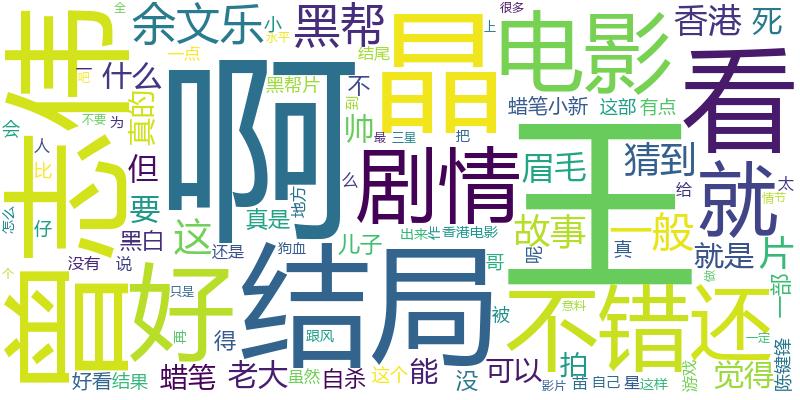 余文乐
小
黑帮
全
水平
很多
上
香港
死
一点
结尾
什么
黑帮片
不
曾志伟
啊
晶
电影
看
真的
细
帅
最
三星
蜡笔小新
这部
有点
把
为
不要
吧
会
人
比
但
剧情
王
就
眉毛
猜到
给
太
情节
么
要
真是
地方
怎么
仔
黑白
这
儿子
出来
香港电影
故事
一般
真
就是
片
没有
说
还是
狗血
哥
呢
一部
个
好
结局
不错
还
只是
得
跟风
被
意料
一定
陈键锋
好看
结果
蜡笔
老大
虽然
自杀
这个
能
没
可以
影片
拍
苗
自己
星
这样
游戏
觉得